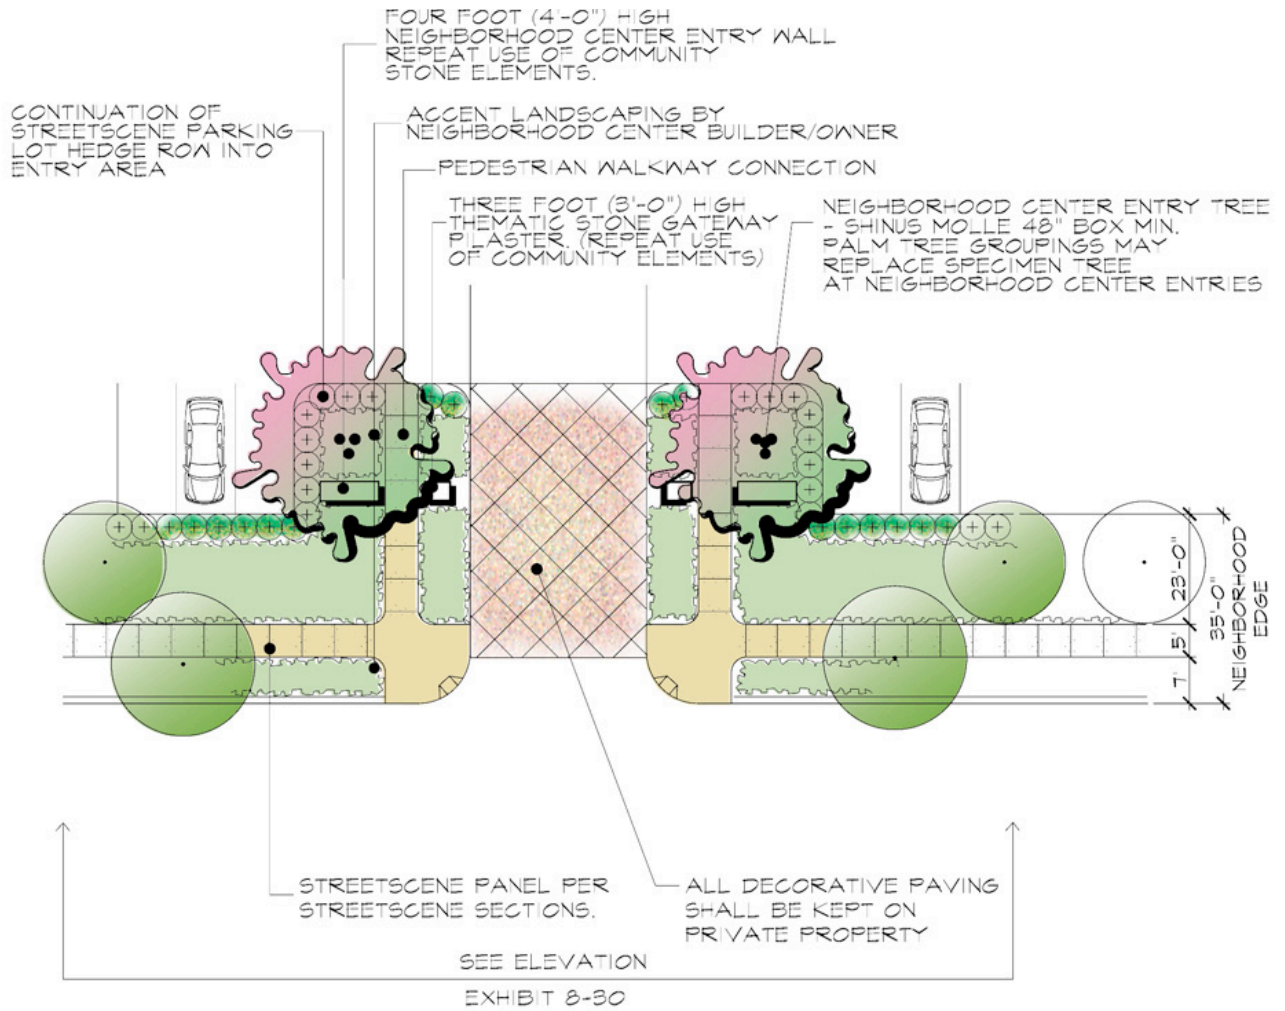 FOUR FOOT (4'-0") HIGH
NEIGHBORHOOD CENTER ENTRY WALL
REPEAT USE OF COMMUNITY
STONE ELEMENTS.
CONTINUATION OF
STREETSCENE PARKING
LOT HEDGE ROW INTO
ENTRY AREA
ACCENT LANDSCAPING BY
NEIGHBORHOOD CENTER BUILDER/OWNER
PEDESTRIAN WALKWAY CONNECTION
THREE FOOT (3'-0") HIGH
THEMATIC STONE GATEWAY
PILASTER. (REPEAT USE
OF COMMUNITY ELEMENTS)
NEIGHBORHOOD CENTER ENTRY TREE
- SHINUS MOLLE 48" BOX MIN.
PALM TREE GROUPINGS MAY
REPLACE SPECIMEN TREE
AT NEIGHBORHOOD CENTER ENTRIES
23'-0"
5'
7'
35'-0"
NEIGHBORHOOD
EDGE
STREETSCENE PANEL PER
STREETSCENE SECTIONS.
ALL DECORATIVE PAVING
SHALL BE KEPT ON
PRIVATE PROPERTY
SEE ELEVATION
EXHIBIT 8-30